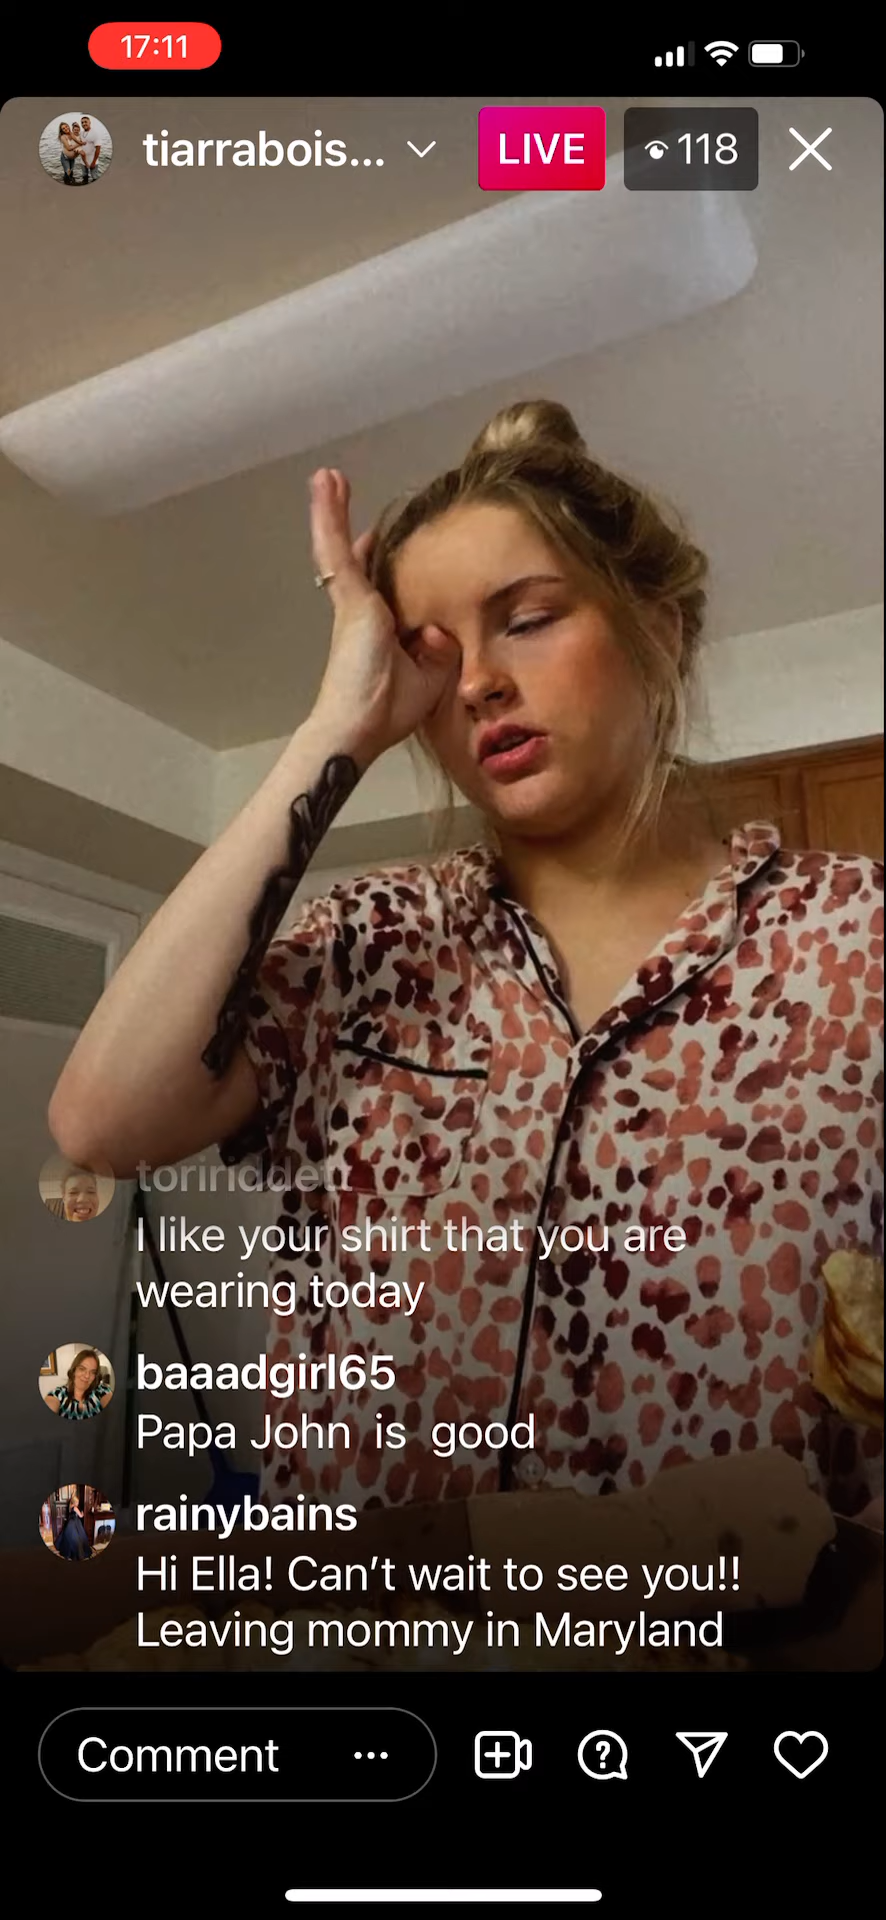 17:11
tiarrabois...
LIVE
118
toririddett
I like your shirt that you are
wearing today
baaadgirl65
Papa John is good
rainybains
Hi Ella! Can't wait to see you!!
Leaving mommy in Maryland
Comment